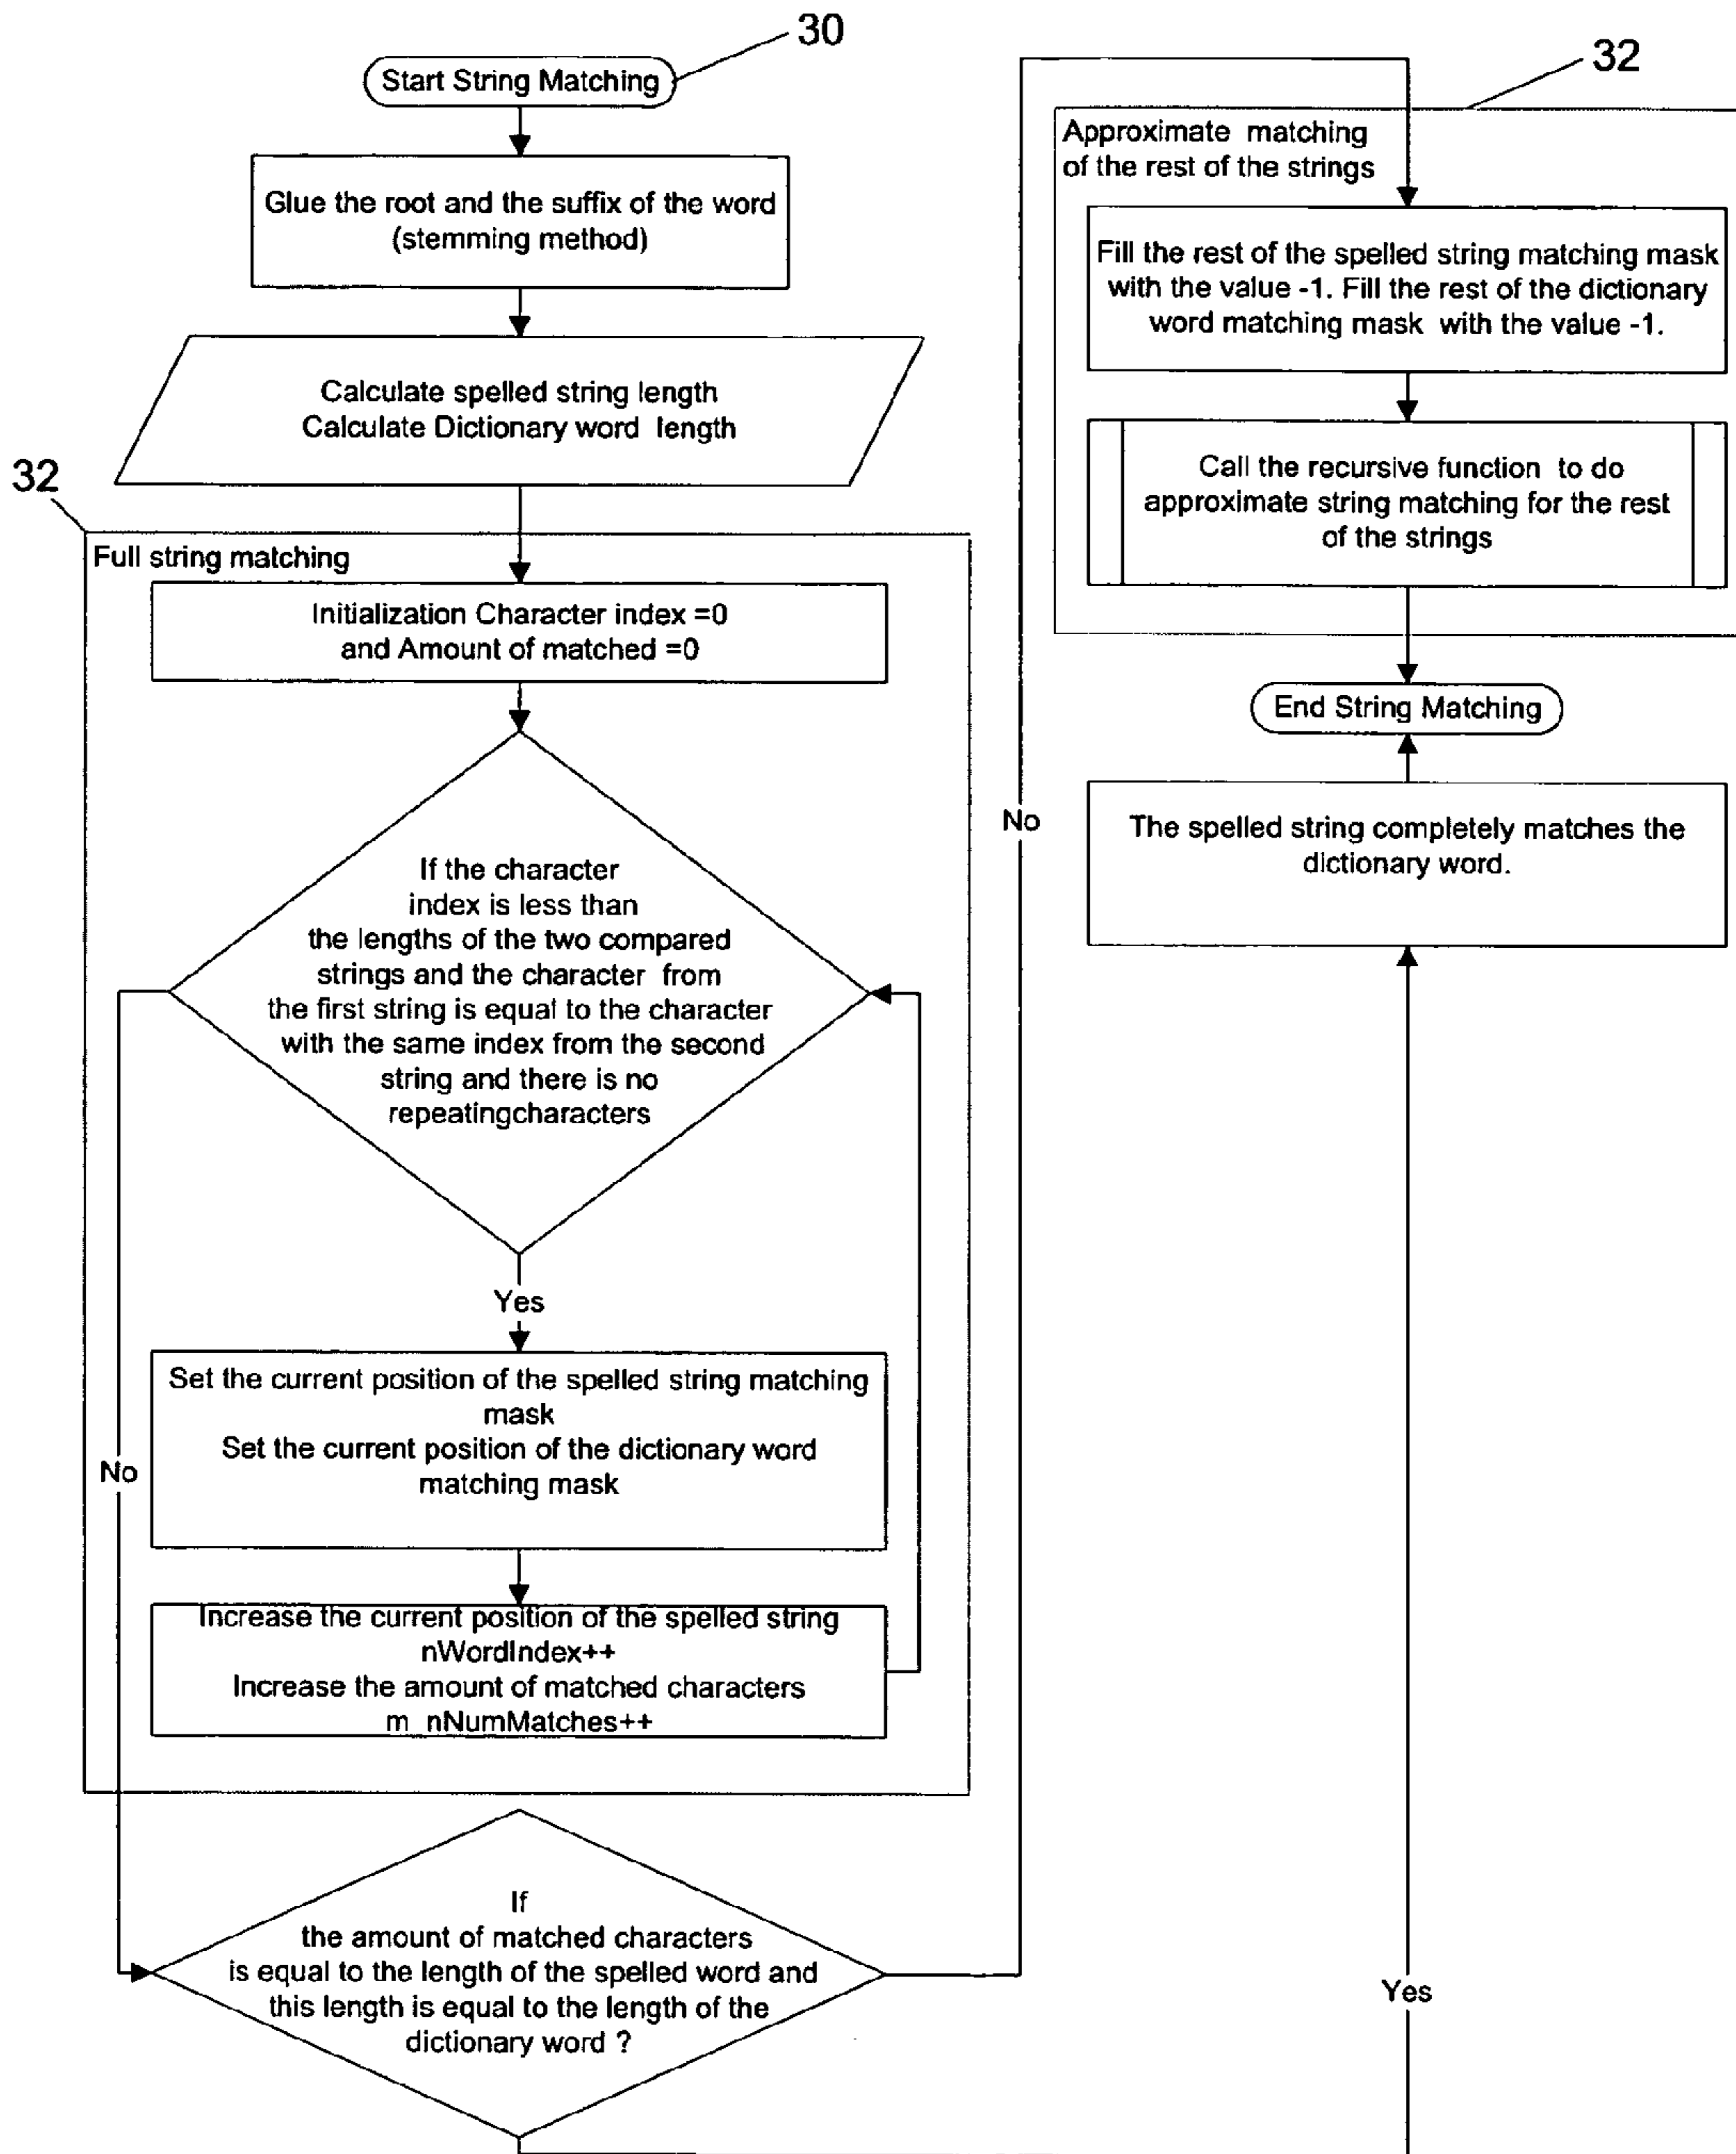 30
Start String Matching
Glue the root and the suffix of the word
(stemming method)
Calculate spelled string length
Calculate Dictionary word length
32
Full string matching
Initialization Character index =0
and Amount of matched =0
If the character
index is less than
the lengths of the two compared
strings and the character from
the first string is equal to the character
with the same index from the second
string and there is no
repeatingcharacters
Yes
No
Set the current position of the spelled string matching
mask
Set the current position of the dictionary word
matching mask
Increase the current position of the spelled string
nWordIndex++
Increase the amount of matched characters
m_nNumMatches++
If
the amount of matched characters
is equal to the length of the spelled word and
this length is equal to the length of the
dictionary word ?
No
Yes
32
Approximate matching
of the rest of the strings
Fill the rest of the spelled string matching mask
with the value -1. Fill the rest of the dictionary
word matching mask with the value -1.
Call the recursive function to do
approximate string matching for the rest
of the strings
End String Matching
The spelled string completely matches the
dictionary word.